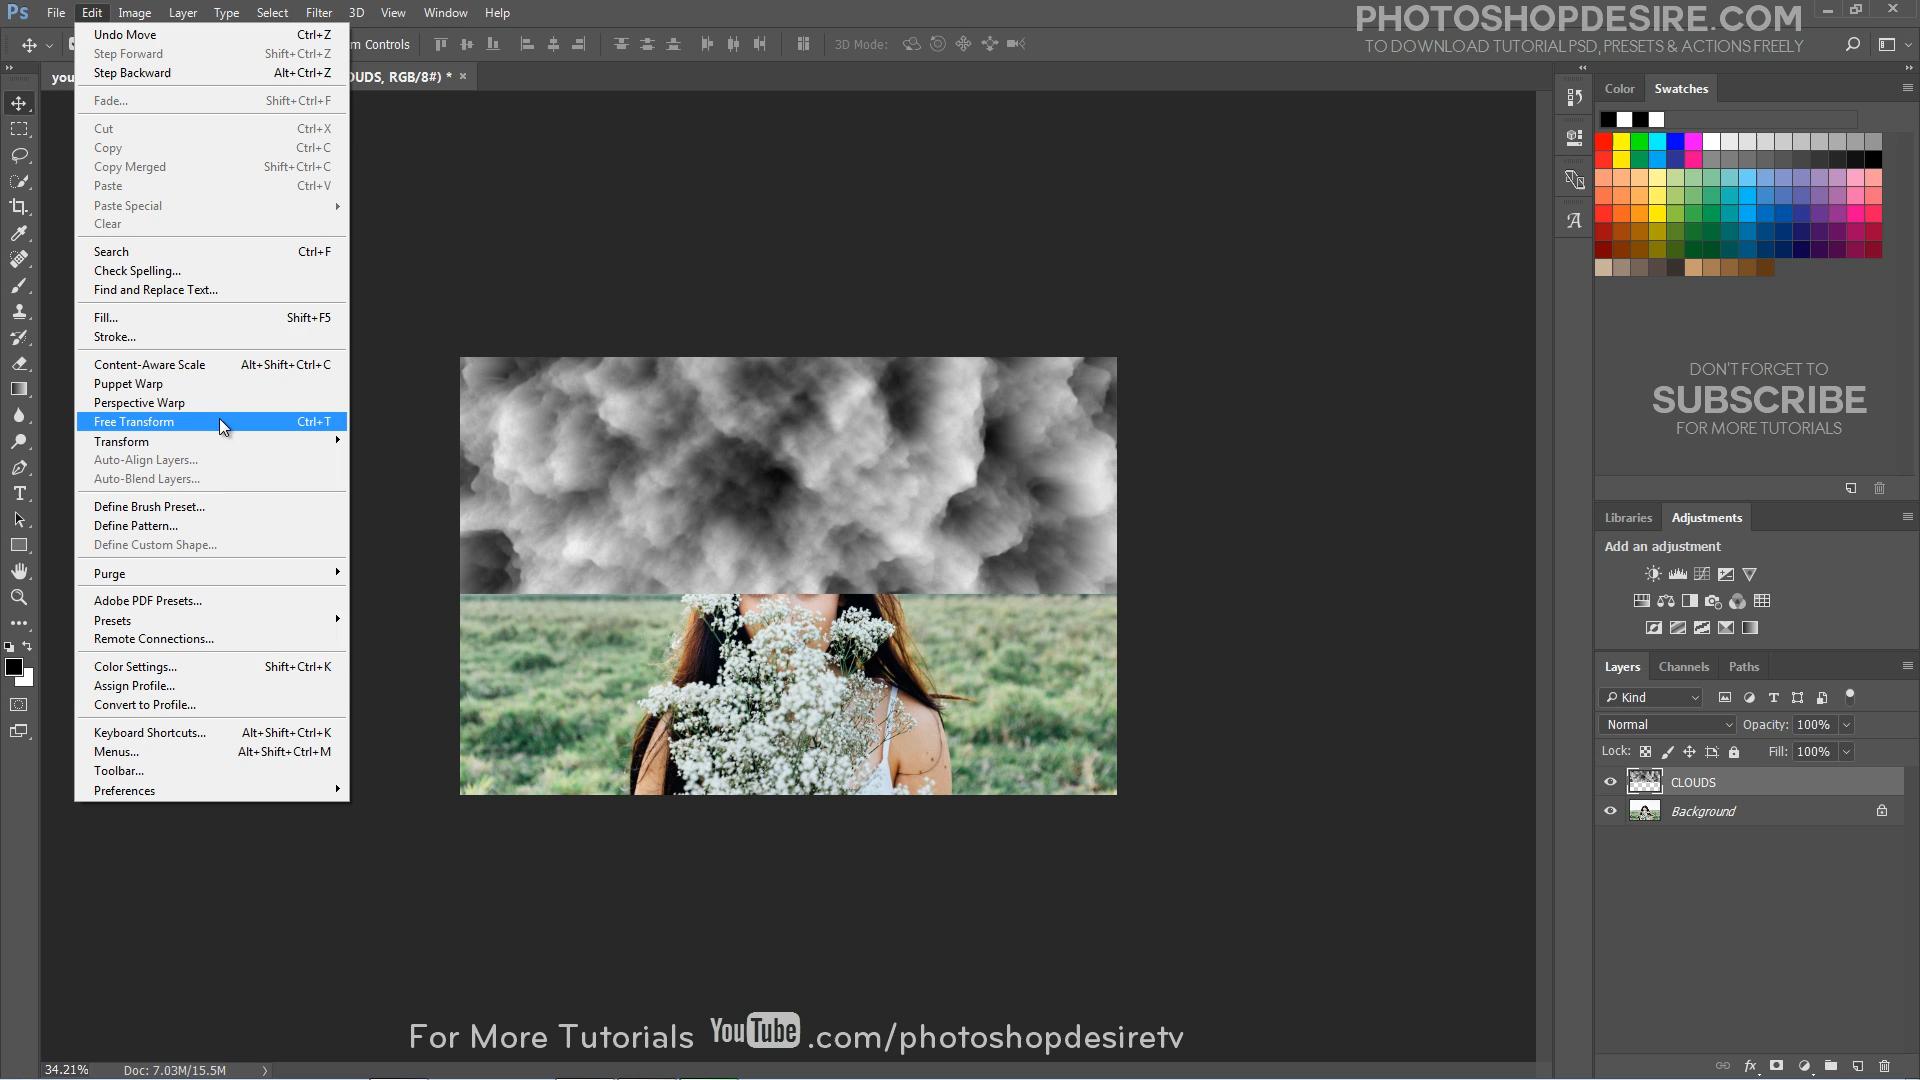 Ps File Edit Image Layer Type Select Filter 3D View Window Help
PHOTOSHOPDESIRE.COM
TO DOWNLOAD TUTORIAL PSD, PRESETS & ACTIONS FREELY
m Controls 3D Mode:
you OUDS, RGB/8#) * ×
Undo Move Ctrl+Z
Step Forward Shift+Ctrl+Z
Step Backward Alt+Ctrl+Z
Fade... Shift+Ctrl+F
Cut Ctrl+X
Copy Ctrl+C
Copy Merged Shift+Ctrl+C
Paste Ctrl+V
Paste Special
Clear
Search Ctrl+F
Check Spelling...
Find and Replace Text...
Fill... Shift+F5
Stroke...
Content-Aware Scale Alt+Shift+Ctrl+C
Puppet Warp
Perspective Warp
Free Transform Ctrl+T
Transform
Auto-Align Layers...
Auto-Blend Layers...
Define Brush Preset...
Define Pattern...
Define Custom Shape...
Purge
Adobe PDF Presets...
Presets
Remote Connections...
Color Settings... Shift+Ctrl+K
Assign Profile...
Convert to Profile...
Keyboard Shortcuts... Alt+Shift+Ctrl+K
Menus... Alt+Shift+Ctrl+M
Toolbar...
Preferences
Color Swatches
DON'T FORGET TO
SUBSCRIBE
FOR MORE TUTORIALS
Libraries Adjustments
Add an adjustment
Layers Channels Paths
Kind
Normal Opacity: 100%
Lock: Fill: 100%
CLOUDS
Background
For More Tutorials YouTube .com/photoshopdesiretv
34.21% Doc: 7.03M/15.5M